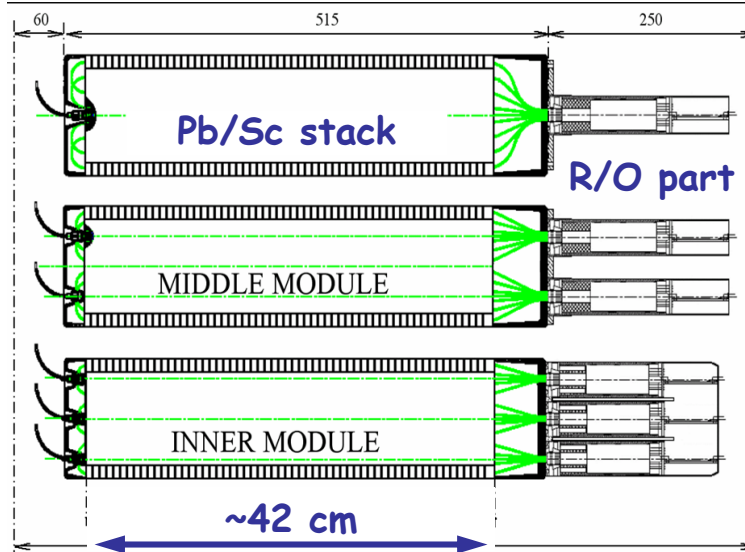 60 515 250
Pb/Sc stack
R/O part
MIDDLE MODULE
INNER MODULE
~42 cm